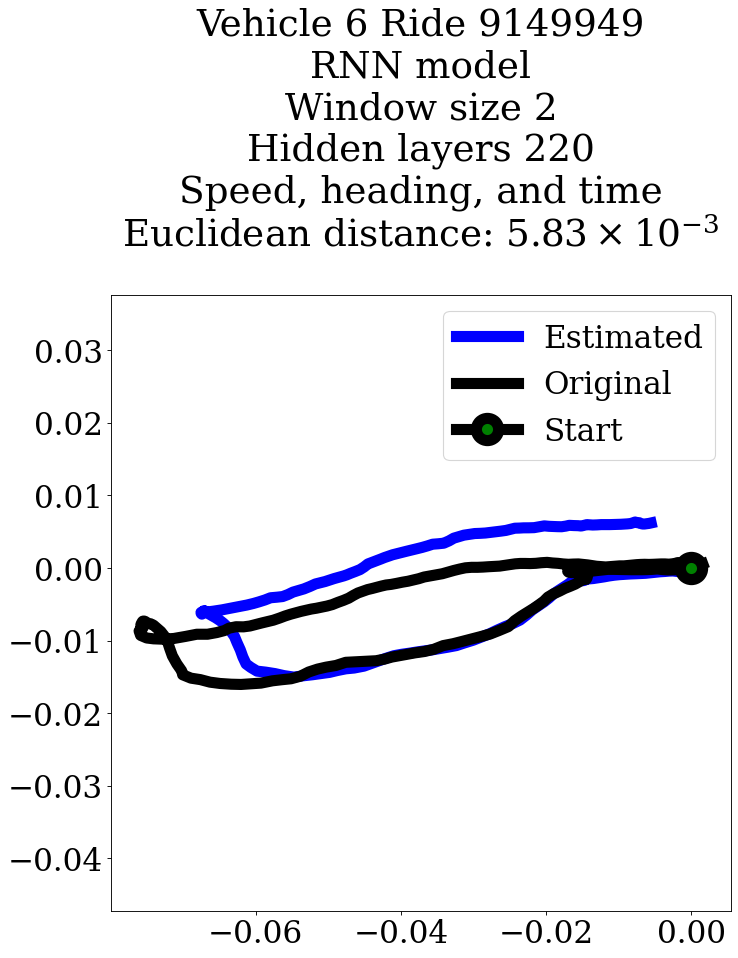 Vehicle 6 Ride 9149949
RNN model
Window size 2
Hidden layers 220
Speed, heading, and time
Euclidean distance: 5.83 × 10⁻³
Estimated
Original
Start
0.03
0.02
0.01
0.00
−0.01
−0.02
−0.03
−0.04
−0.06 −0.04 −0.02 0.00